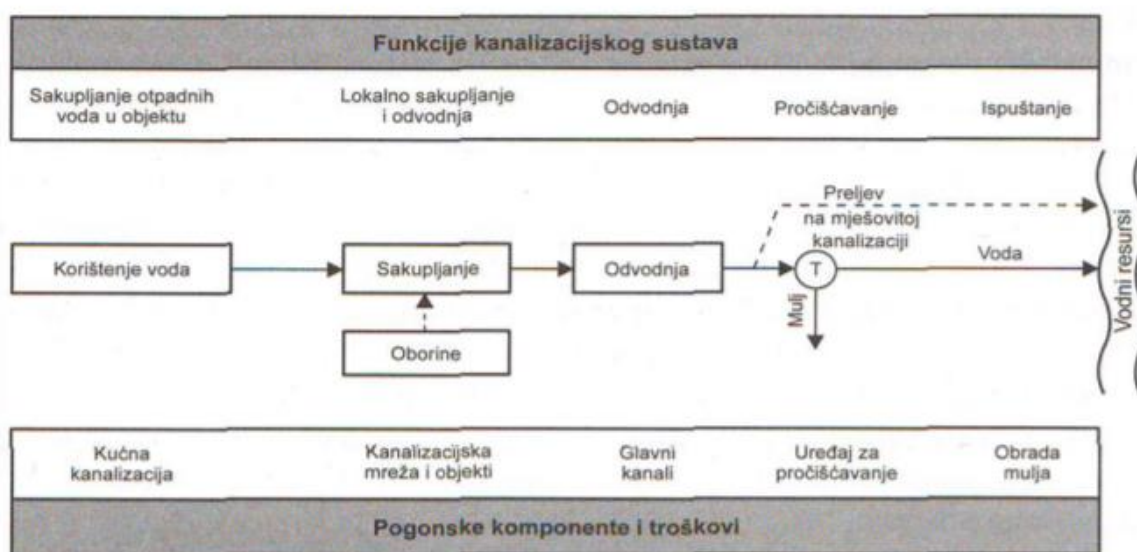 Funkcije kanalizacijskog sustava
Sakupljanje otpadnih
voda u objektu
Lokalno sakupljanje
i odvodnja
Odvodnja
Pročišćavanje
Ispuštanje
Preljev
na mješovitoj
kanalizaciji
Korištenje voda
Sakupljanje
Odvodnja
T
Voda
Mulj
Oborine
Vodni resursi
Kućna
kanalizacija
Kanalizacijska
mreža i objekti
Glavni
kanali
Uređaj za
pročišćavanje
Obrada
mulja
Pogonske komponente i troškovi